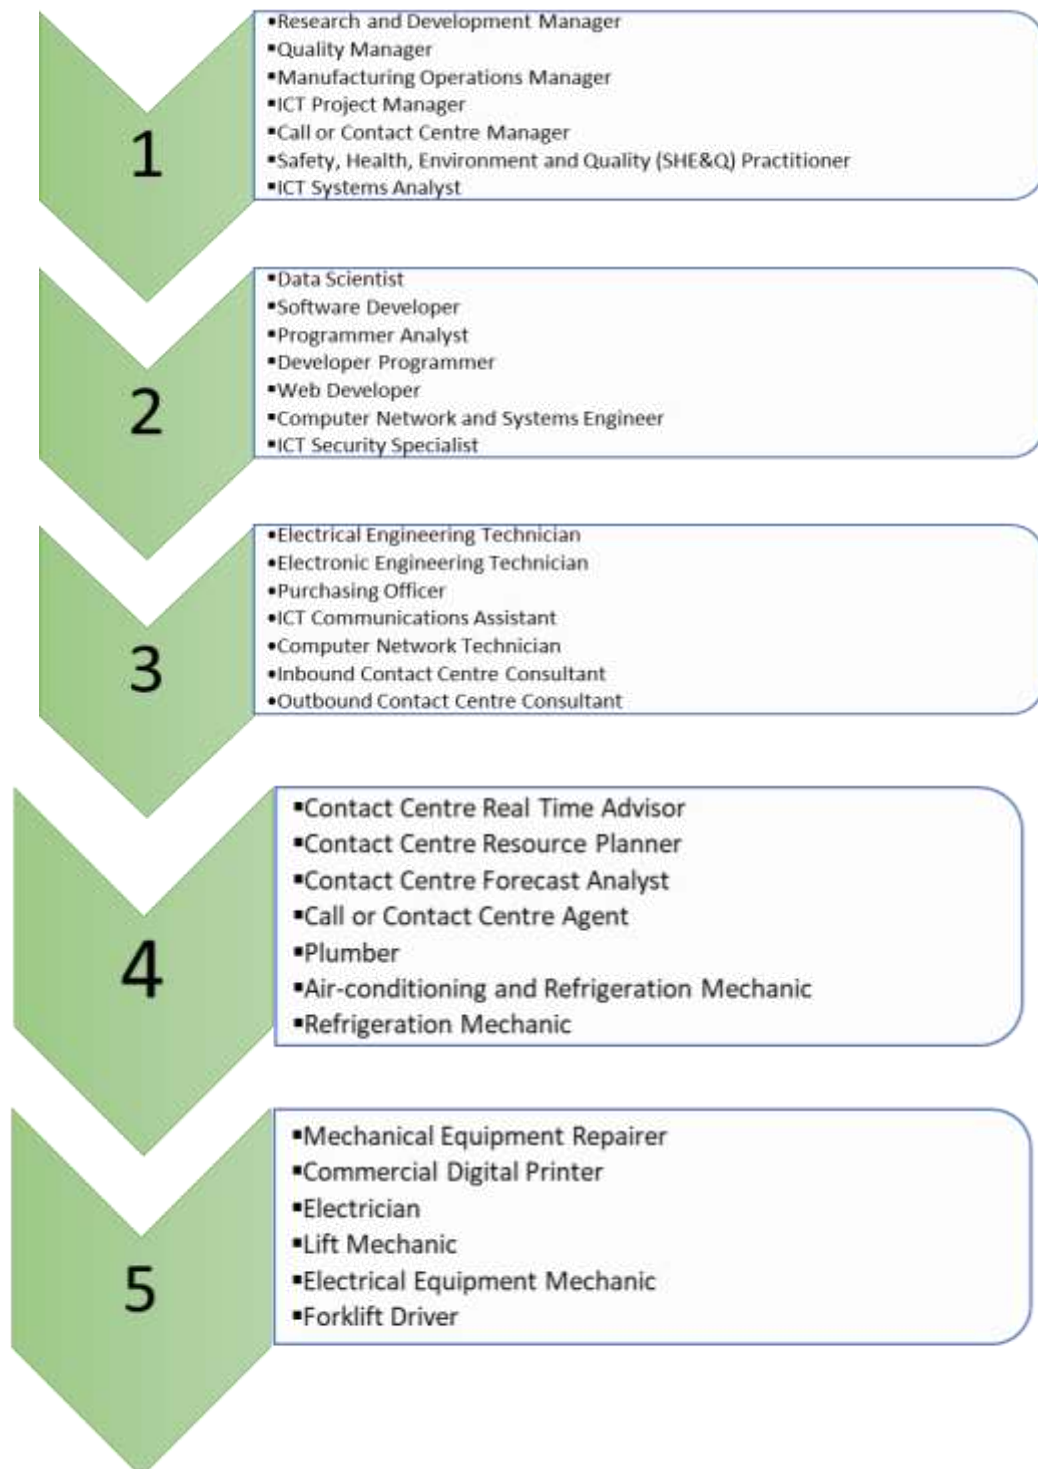 1
•Research and Development Manager
▪Quality Manager
▪Manufacturing Operations Manager
▪ICT Project Manager
▪Call or Contact Centre Manager
▪Safety, Health, Environment and Quality (SHE&Q) Practitioner
▪ICT Systems Analyst
2
▪Data Scientist
▪Software Developer
▪Programmer Analyst
▪Developer Programmer
▪Web Developer
▪Computer Network and Systems Engineer
▪ICT Security Specialist
3
•Electrical Engineering Technician
•Electronic Engineering Technician
•Purchasing Officer
•ICT Communications Assistant
•Computer Network Technician
•Inbound Contact Centre Consultant
•Outbound Contact Centre Consultant
4
▪Contact Centre Real Time Advisor
▪Contact Centre Resource Planner
▪Contact Centre Forecast Analyst
▪Call or Contact Centre Agent
▪Plumber
▪Air-conditioning and Refrigeration Mechanic
▪Refrigeration Mechanic
5
▪Mechanical Equipment Repairer
▪Commercial Digital Printer
▪Electrician
▪Lift Mechanic
▪Electrical Equipment Mechanic
▪Forklift Driver